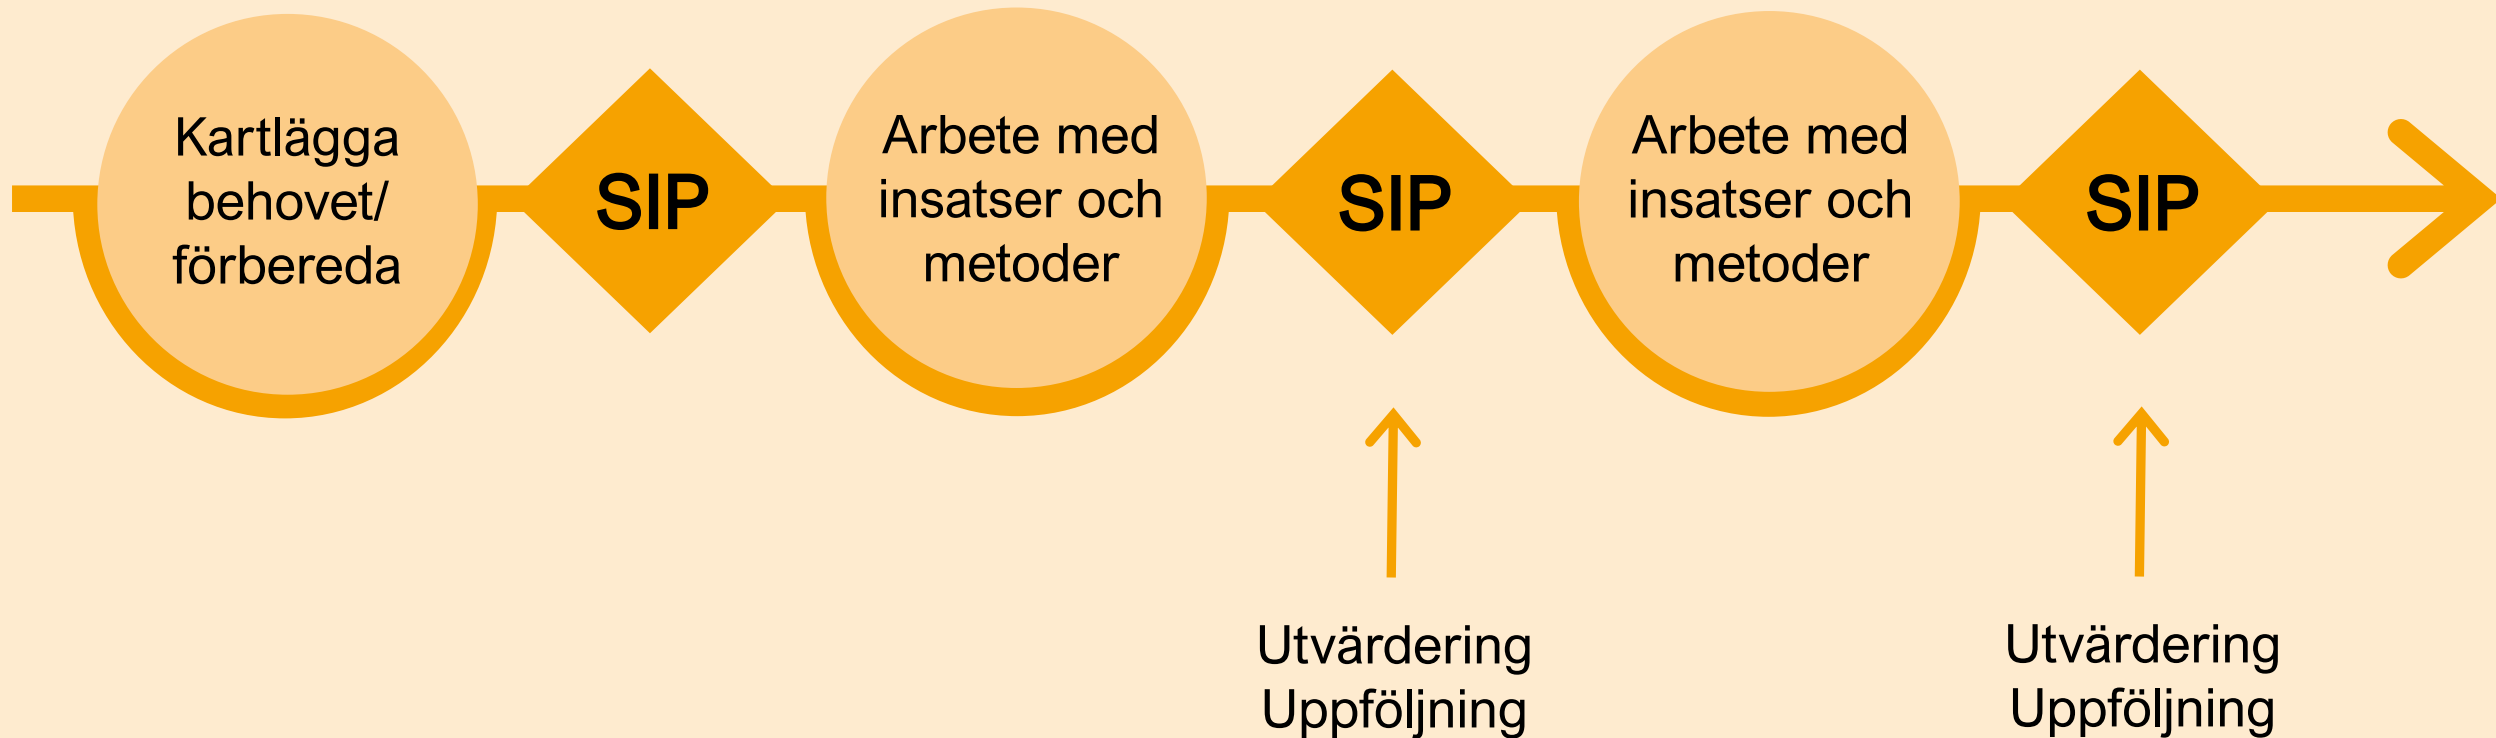 Kartlägga
behovet/
förbereda
SIP
Arbete med
insatser och
metoder
SIP
Arbete med
insatser och
metoder
SIP
Utvärdering
Uppföljning
Utvärdering
Uppföljning